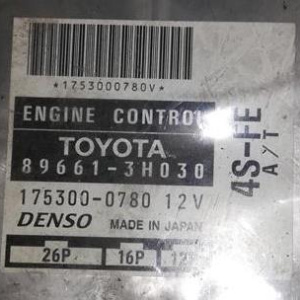 *1753000780V*
ENGINE CONTROL
TOYOTA
89661-3H030
175300-0780 12V
DENSO MADE IN JAPAN
26P 16P
4S-FE
A/T